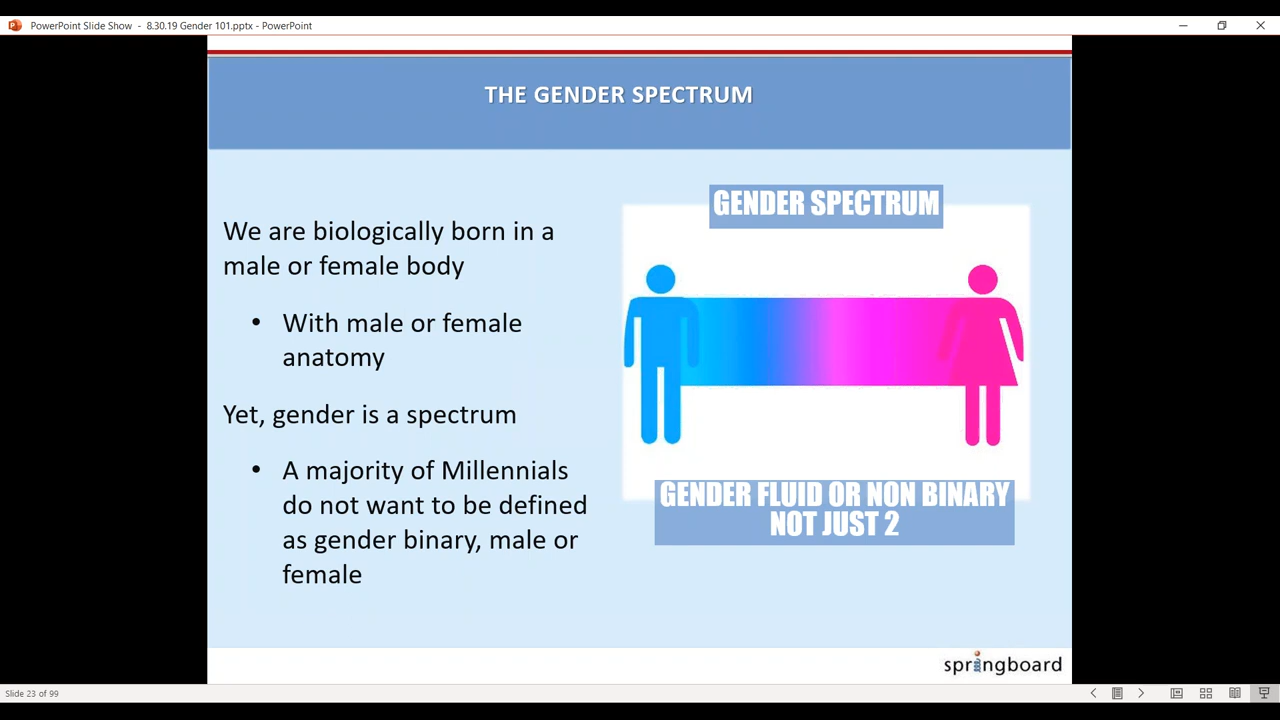 PowerPoint Slide Show - 8.30.19 Gender 101.pptx - PowerPoint
THE GENDER SPECTRUM
We are biologically born in a
male or female body
• With male or female
anatomy
Yet, gender is a spectrum
• A majority of Millennials
do not want to be defined
as gender binary, male or
female
GENDER SPECTRUM
GENDER FLUID OR NON BINARY
NOT JUST 2
springboard
Slide 23 of 99